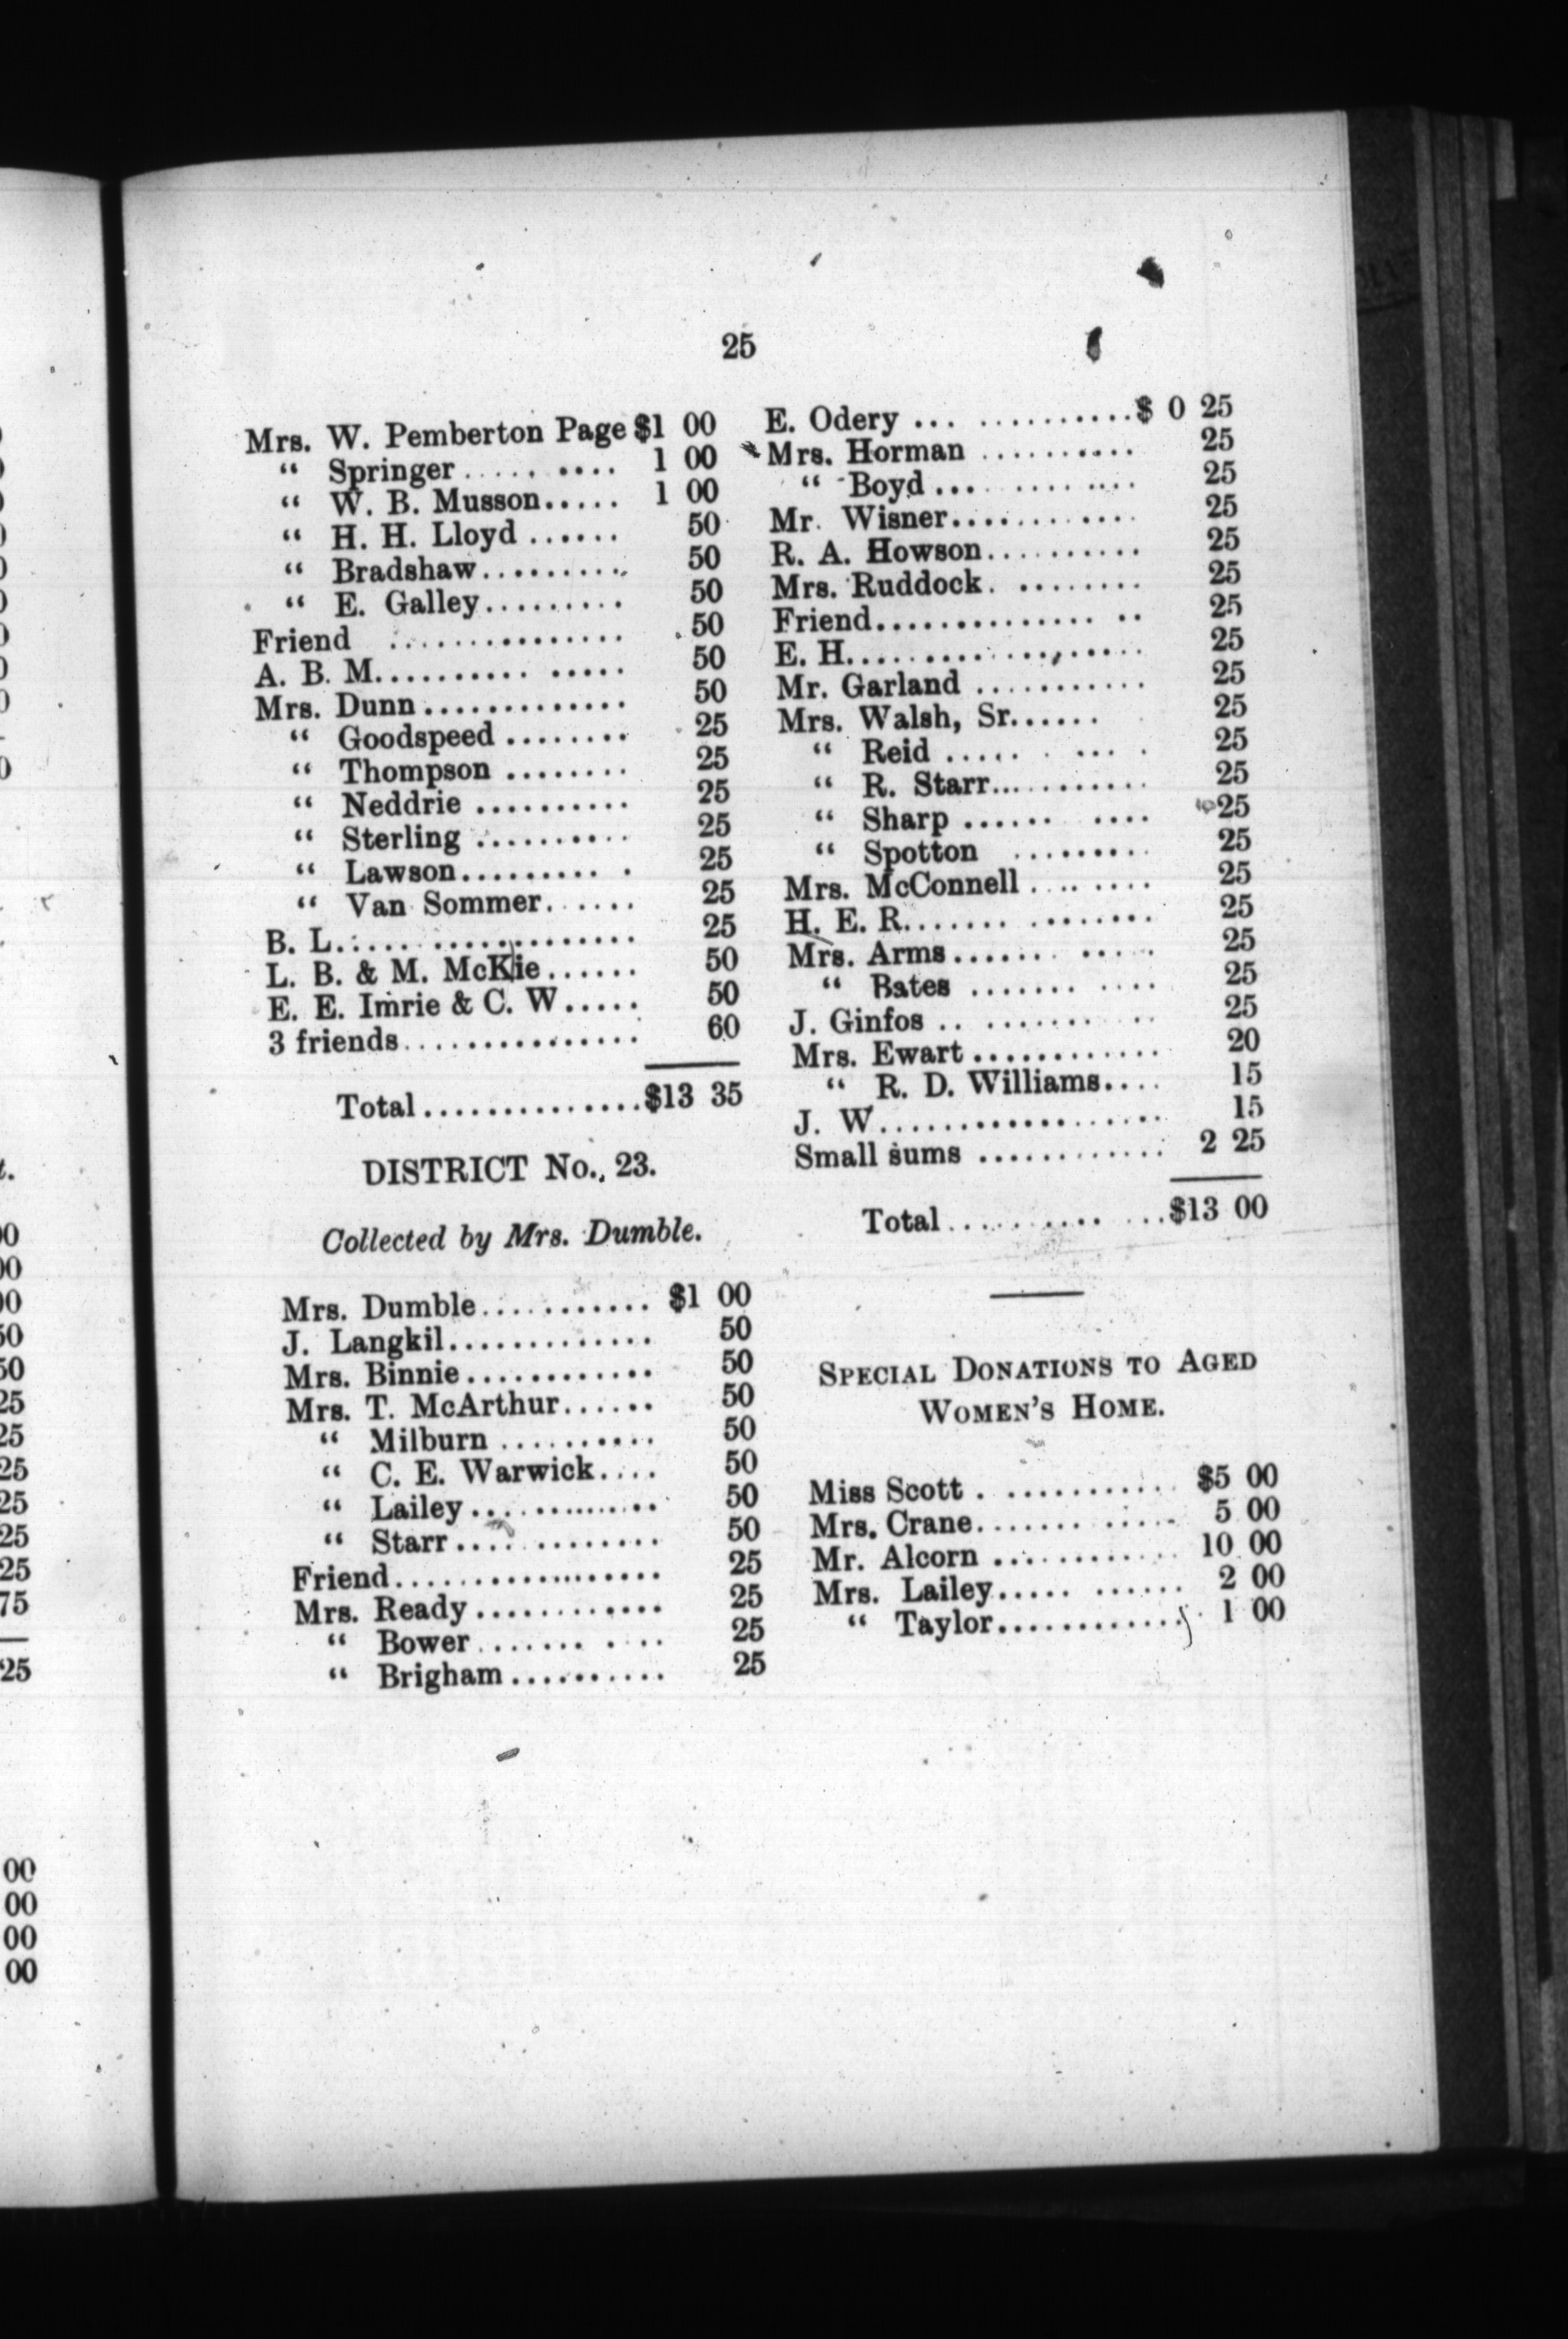 25
Mrs. W. Pemberton Page $1 00
“ Springer.............. 1 00
“ W. B. Musson..... 1 00
“ H. H. Lloyd ...... 50
“ Bradshaw.......... 50
“ E. Galley......... 50
Friend ............... 50
A. B. M............... 50
Mrs. Dunn............. 50
“ Goodspeed ........ 25
“ Thompson ........ 25
“ Neddrie .......... 25
“ Sterling .......... 25
“ Lawson.......... 25
“ Van Sommer...... 25
B. L.................. 25
L. B. & M. McKie...... 50
E. E. Imrie & C. W..... 50
3 friends............... 60
Total...............$13 35
DISTRICT No. 23.
Collected by Mrs. Dumble.
Mrs. Dumble............ $1 00
J. Langkil............. 50
Mrs. Binnie............ 50
Mrs. T. McArthur...... 50
“ Milburn .......... 50
“ C. E. Warwick.... 50
“ Lailey............ 50
“ Starr............. 50
Friend................. 25
Mrs. Ready............ 25
“ Bower........... 25
“ Brigham.......... 25
E. Odery ... ...........$ 0 25
Mrs. Horman .......... 25
“ Boyd... ........ 25
Mr. Wisner............ 25
R. A. Howson.......... 25
Mrs. Ruddock. ........ 25
Friend.............. .. 25
E. H.................. 25
Mr. Garland ........... 25
Mrs. Walsh, Sr...... 25
“ Reid ..... .... 25
“ R. Starr........... 25
“ Sharp ...... .... 25
“ Spotton ......... 25
Mrs. McConnell ........ 25
H. E. R....... ........ 25
Mrs. Arms....... ..... 25
“ Bates ....... .... 25
J. Ginfos .. .......... 25
Mrs. Ewart ............ 20
“ R. D. Williams.... 15
J. W.................. 15
Small sums ............ 2 25
Total.......... ...$13 00
SPECIAL DONATIONS TO AGED
WOMEN'S HOME.
Miss Scott . ........... $5 00
Mrs. Crane....... ..... 5 00
Mr. Alcorn ............ 10 00
Mrs. Lailey..... ...... 2 00
“ Taylor............ 1 00
25
75
25
00
00
00
00